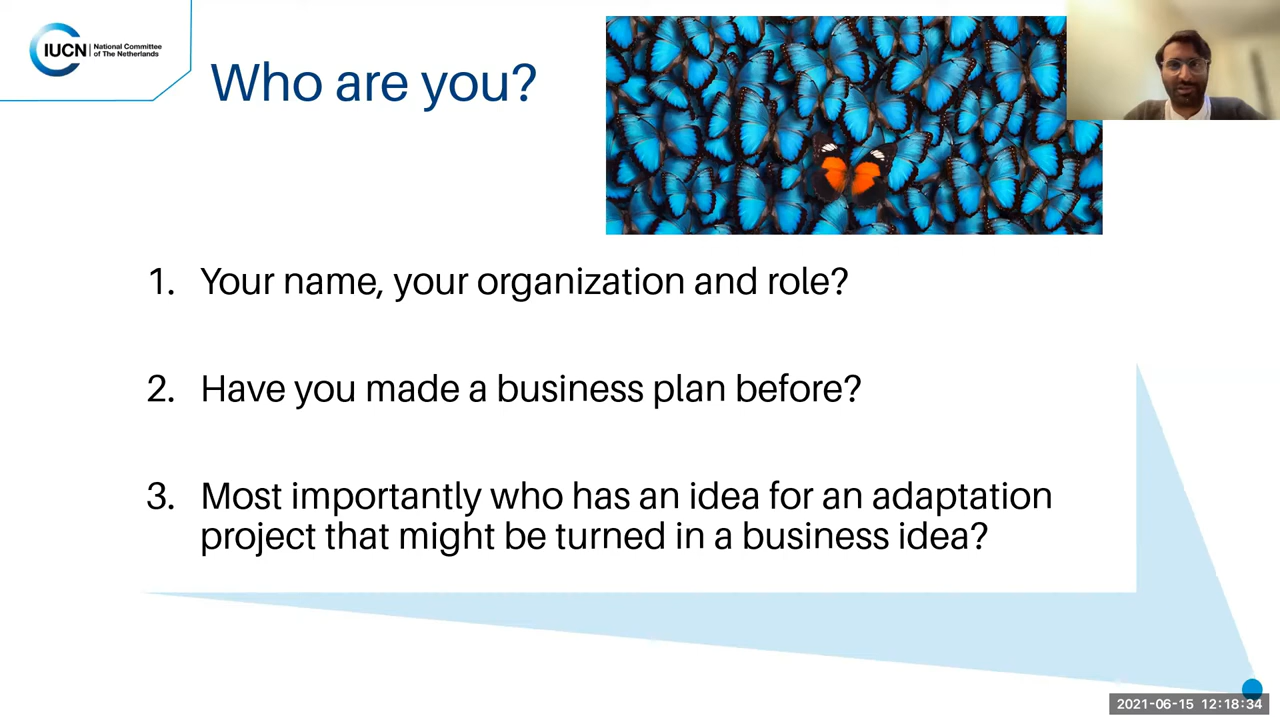 IUCN
National Committee
of The Netherlands
Who are you?
1. Your name, your organization and role?
2. Have you made a business plan before?
3. Most importantly who has an idea for an adaptation
project that might be turned in a business idea?
2021-06-15 12:18:34